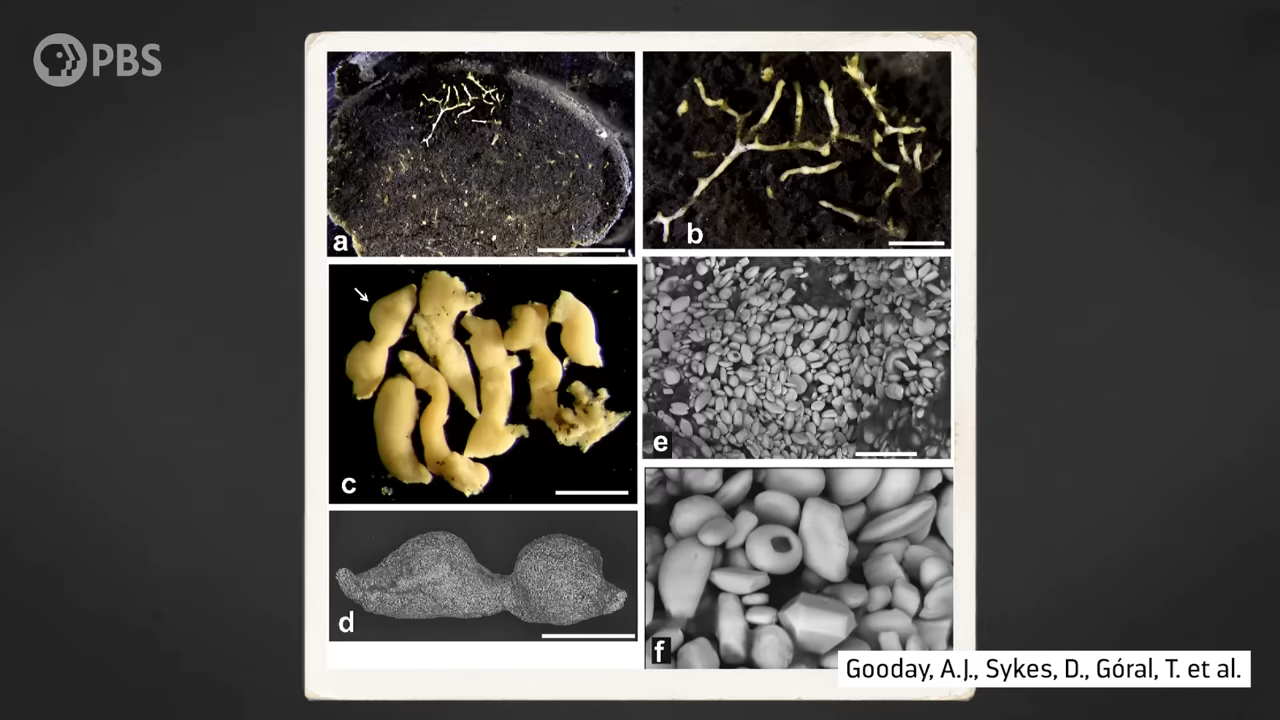 PBS
a
b
c
e
d
f
Gooday, A.J., Sykes, D., Góral, T. et al.